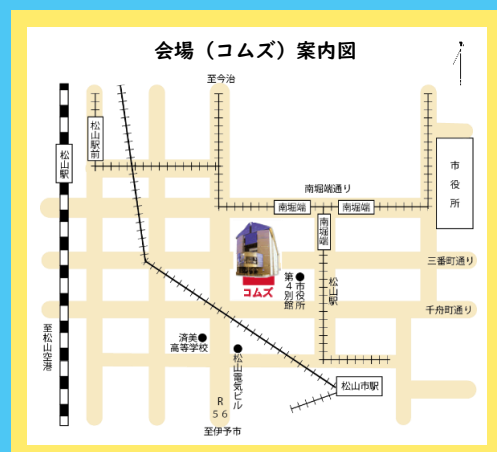 会場（コムズ）案内図
至今治
松山駅前
松山駅
市役所
南堀端通り
南堀端
南堀端
南堀端
三番町通り
コムズ
市役所
第４別館
松山駅
千舟町通り
至松山空港
済美
高等学校
松山電気ビル
松山市駅
R
５６
至伊予市